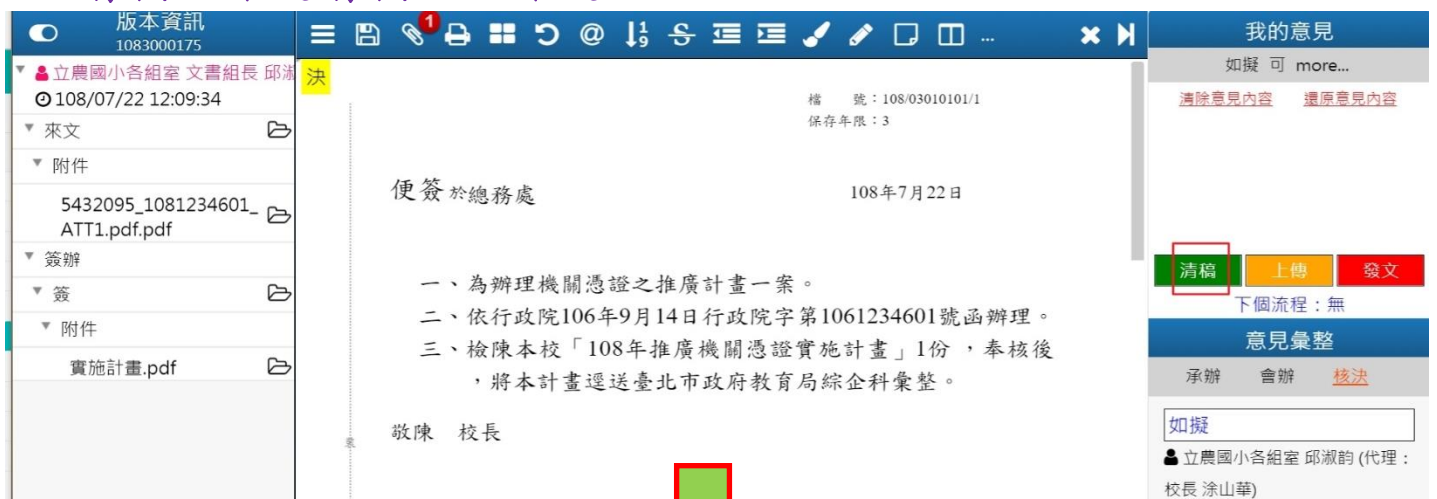 版本資訊
1083000175
立農國小各組室 文書組長 邱淑
108/07/22 12:09:34
來文
附件
5432095_1081234601_
ATT1.pdf.pdf
簽辦
簽
附件
實施計畫.pdf
1
@
...
決
檔 號：108/03010101/1
保存年限：3
便簽 於總務處 108年7月22日
一、為辦理機關憑證之推廣計畫一案。
二、依行政院106年9月14日行政院字第1061234601號函辦理。
三、檢陳本校「108年推廣機關憑證實施計畫」1份 ，奉核後
，將本計畫逕送臺北市政府教育局綜企科彙整。
敬陳 校長
我的意見
如擬 可 more...
清除意見內容 還原意見內容
清稿 上傳 發文
下個流程：無
意見彙整
承辦 會辦 核決
如擬
立農國小各組室 邱淑韵 (代理：
校長 涂山華)